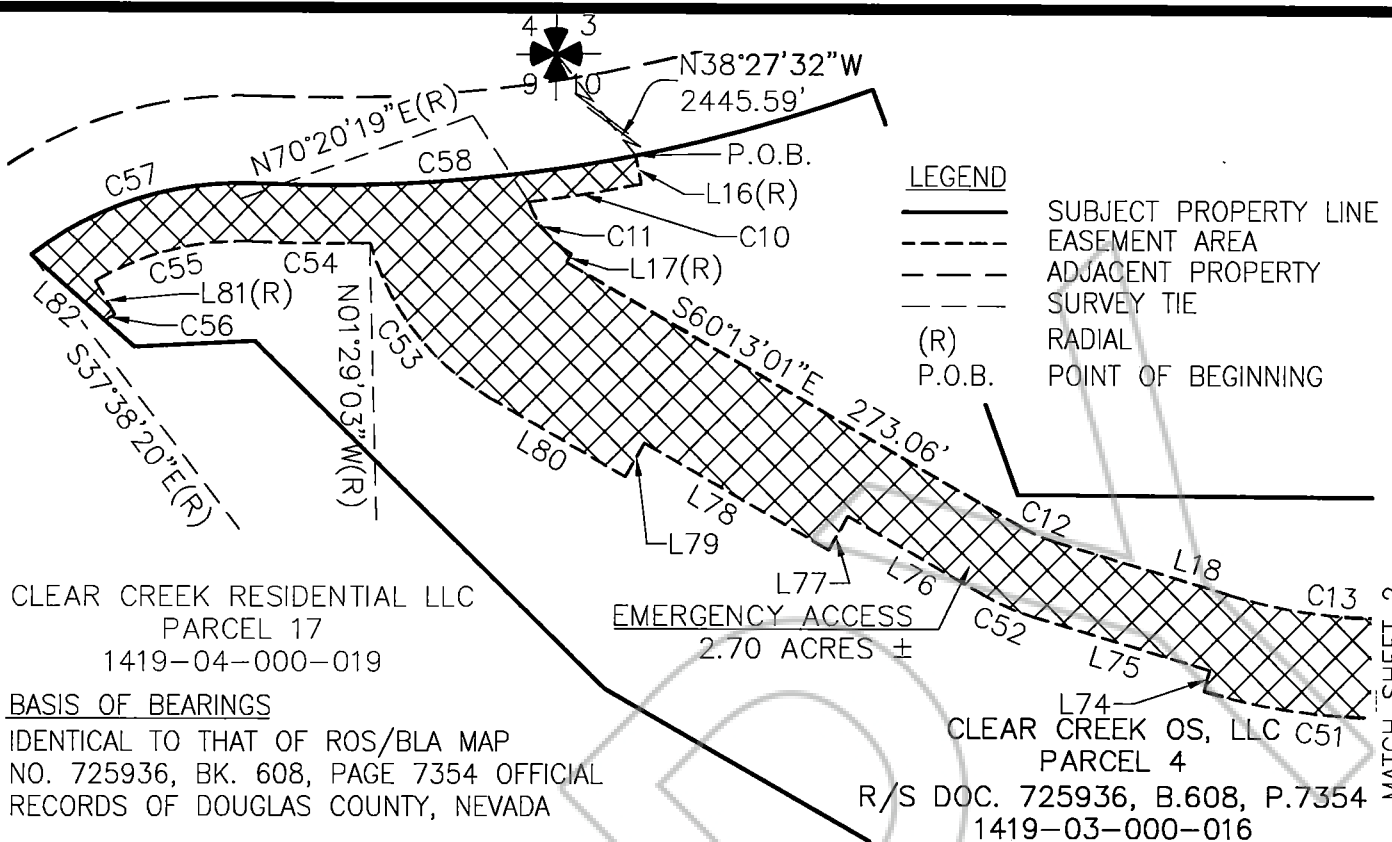 4 3
9 10
N38°27'32"W
2445.59'
N70°20'19"E(R)
C57
C58
P.O.B.
L16(R)
C11
C10
L17(R)
C55
C54
L81(R)
C56
L82
S37°38'20"E(R)
N01°29'03"W(R)
C53
S60°13'01"E
273.06'
L80
L79
L78
L77
L76
C12
L18
C13
C52
L75
L74
C51
LEGEND
SUBJECT PROPERTY LINE
EASEMENT AREA
ADJACENT PROPERTY
SURVEY TIE
(R) RADIAL
P.O.B. POINT OF BEGINNING
EMERGENCY ACCESS
2.70 ACRES ±
CLEAR CREEK RESIDENTIAL LLC
PARCEL 17
1419-04-000-019
BASIS OF BEARINGS
IDENTICAL TO THAT OF ROS/BLA MAP
NO. 725936, BK. 608, PAGE 7354 OFFICIAL
RECORDS OF DOUGLAS COUNTY, NEVADA
CLEAR CREEK OS, LLC
PARCEL 4
R/S DOC. 725936, B.608, P.7354
1419-03-000-016
MATCH SHEET